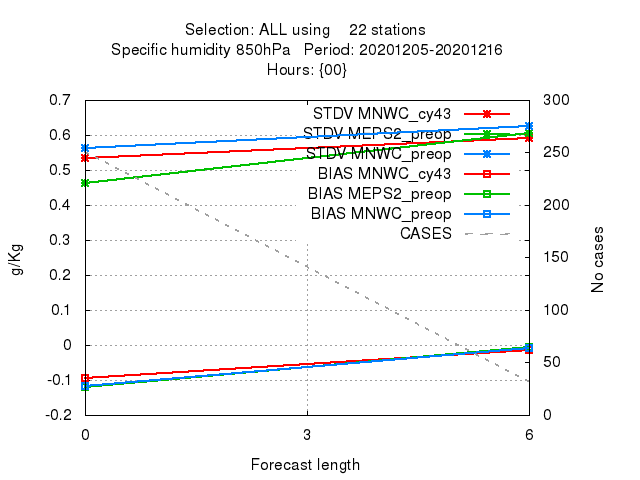 Selection: ALL using 22 stations
Specific humidity 850hPa Period: 20201205-20201216
Hours: {00}
0.7
0.6
0.5
0.4
0.3
0.2
0.1
0
-0.1
-0.2
g/Kg
STDV MNWC_cy43
STDV MEPS2_preop
STDV MNWC_preop
BIAS MNWC_cy43
BIAS MEPS2_preop
BIAS MNWC_preop
CASES
300
250
200
150
100
50
0
No cases
0 3 6
Forecast length